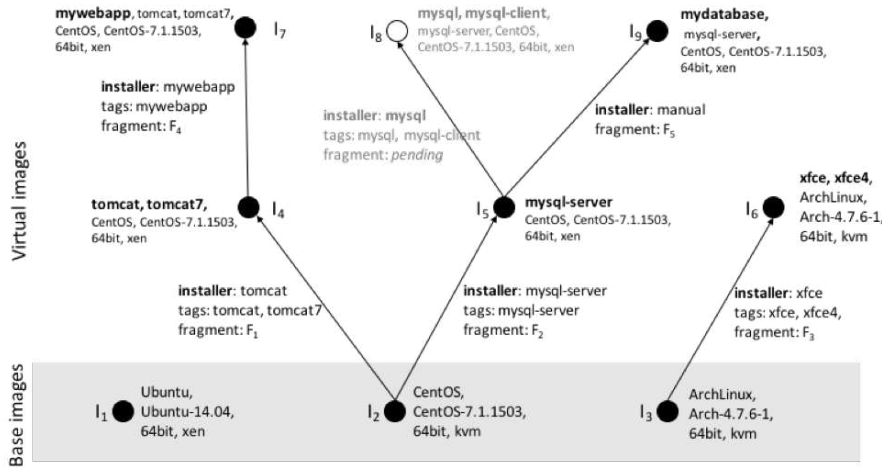 mywebapp, tomcat, tomcat7,
CentOS, CentOS-7.1.1503,
64bit, xen
I7
I8
mysql, mysql-client,
mysql-server, CentOS,
CentOS-7.1.1503, 64bit, xen
I9
mydatabase,
mysql-server,
CentOS, CentOS-7.1.1503,
64bit, xen
installer: mywebapp
tags: mywebapp
fragment: F4
installer: mysql
tags: mysql, mysql-client
fragment: pending
installer: manual
fragment: F5
Virtual images
tomcat, tomcat7,
CentOS, CentOS-7.1.1503,
64bit, xen
I4
I5
mysql-server
CentOS, CentOS-7.1.1503,
64bit, xen
I6
xfce, xfce4,
ArchLinux,
Arch-4.7.6-1,
64bit, kvm
installer: tomcat
tags: tomcat, tomcat7
fragment: F1
installer: mysql-server
tags: mysql-server
fragment: F2
installer: xfce
tags: xfce, xfce4,
fragment: F3
Base images
I1
Ubuntu,
Ubuntu-14.04,
64bit, xen
I2
CentOS,
CentOS-7.1.1503,
64bit, kvm
I3
ArchLinux,
Arch-4.7.6-1,
64bit, kvm